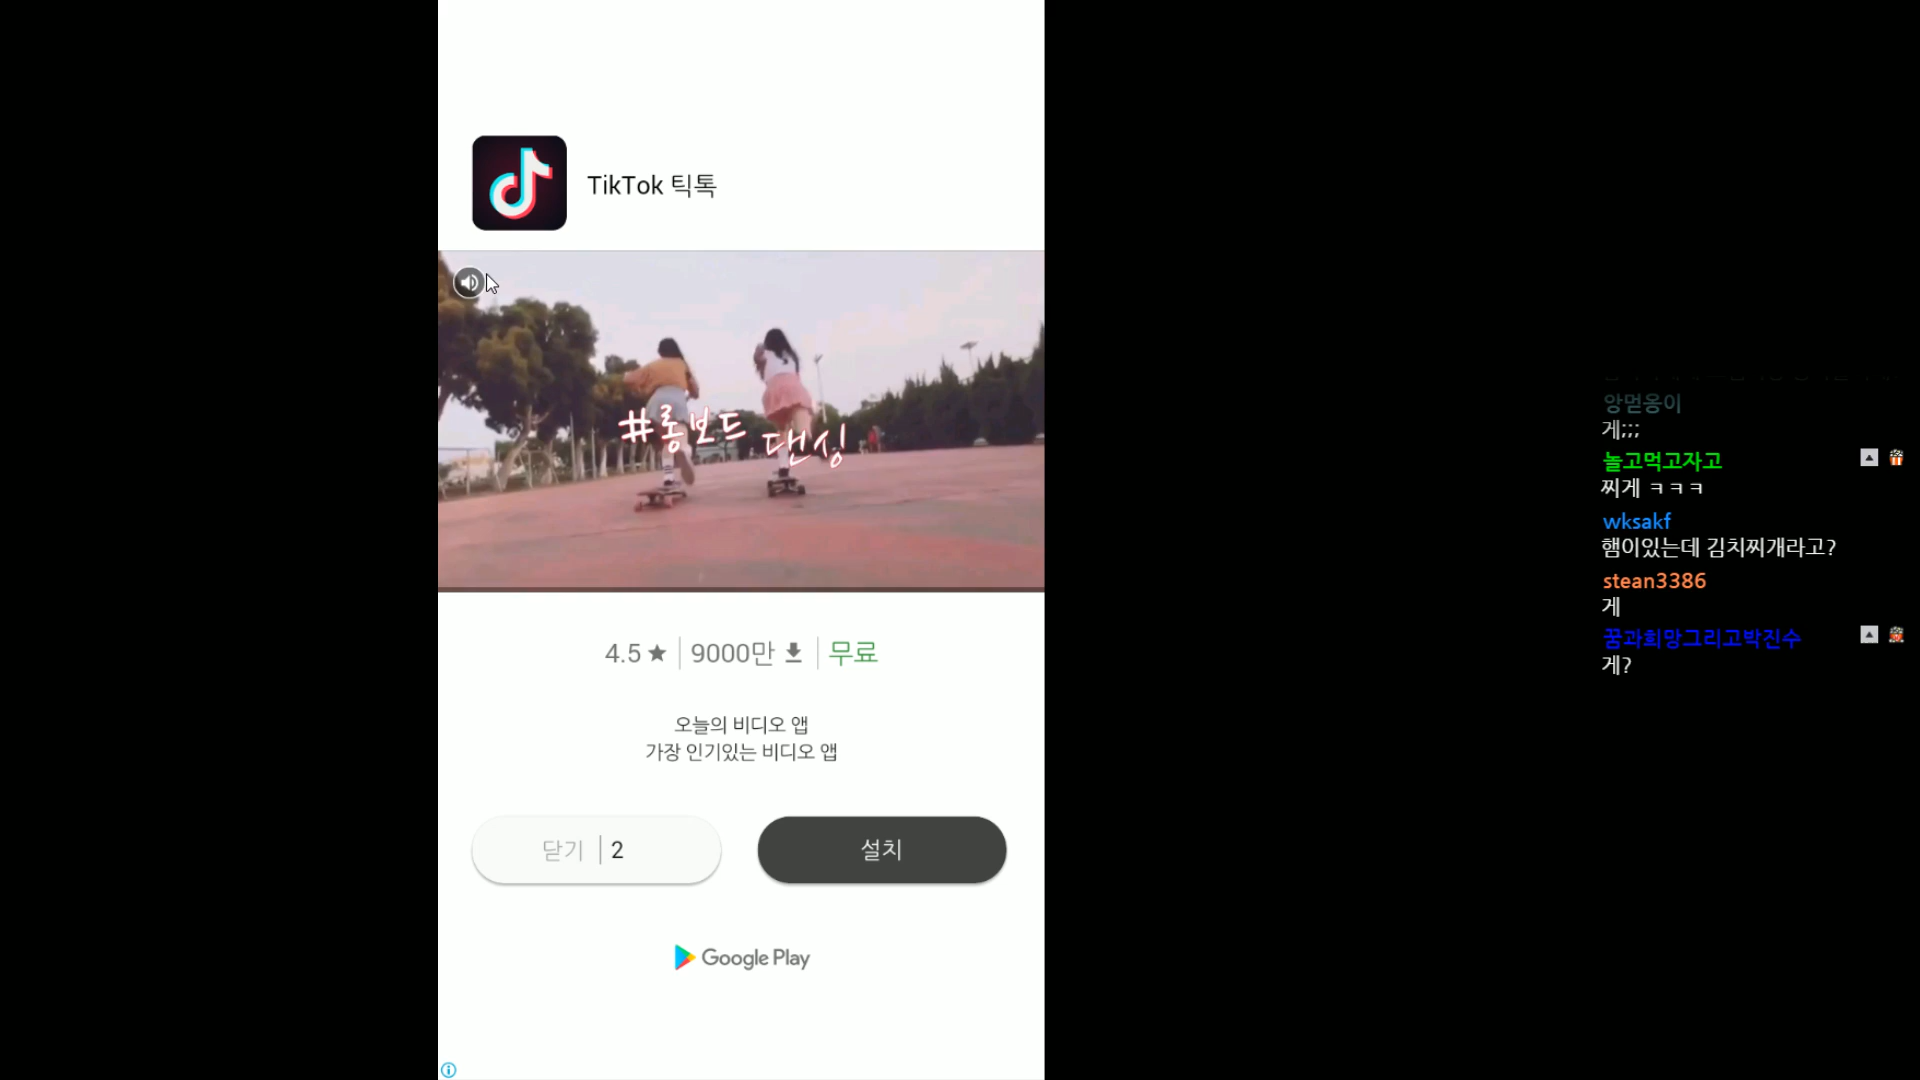 TikTok 틱톡
#롱보드 댄싱
4.5 9000만 무료
오늘의 비디오 앱
가장 인기있는 비디오 앱
닫기 2
설치
Google Play
앙먿옹이
게;;;
놀고먹고자고
찌게 ㅋㅋㅋ
wksakf
햄이있는데 김치찌개라고?
stean3386
게
꿈과희망그리고박진수
게?